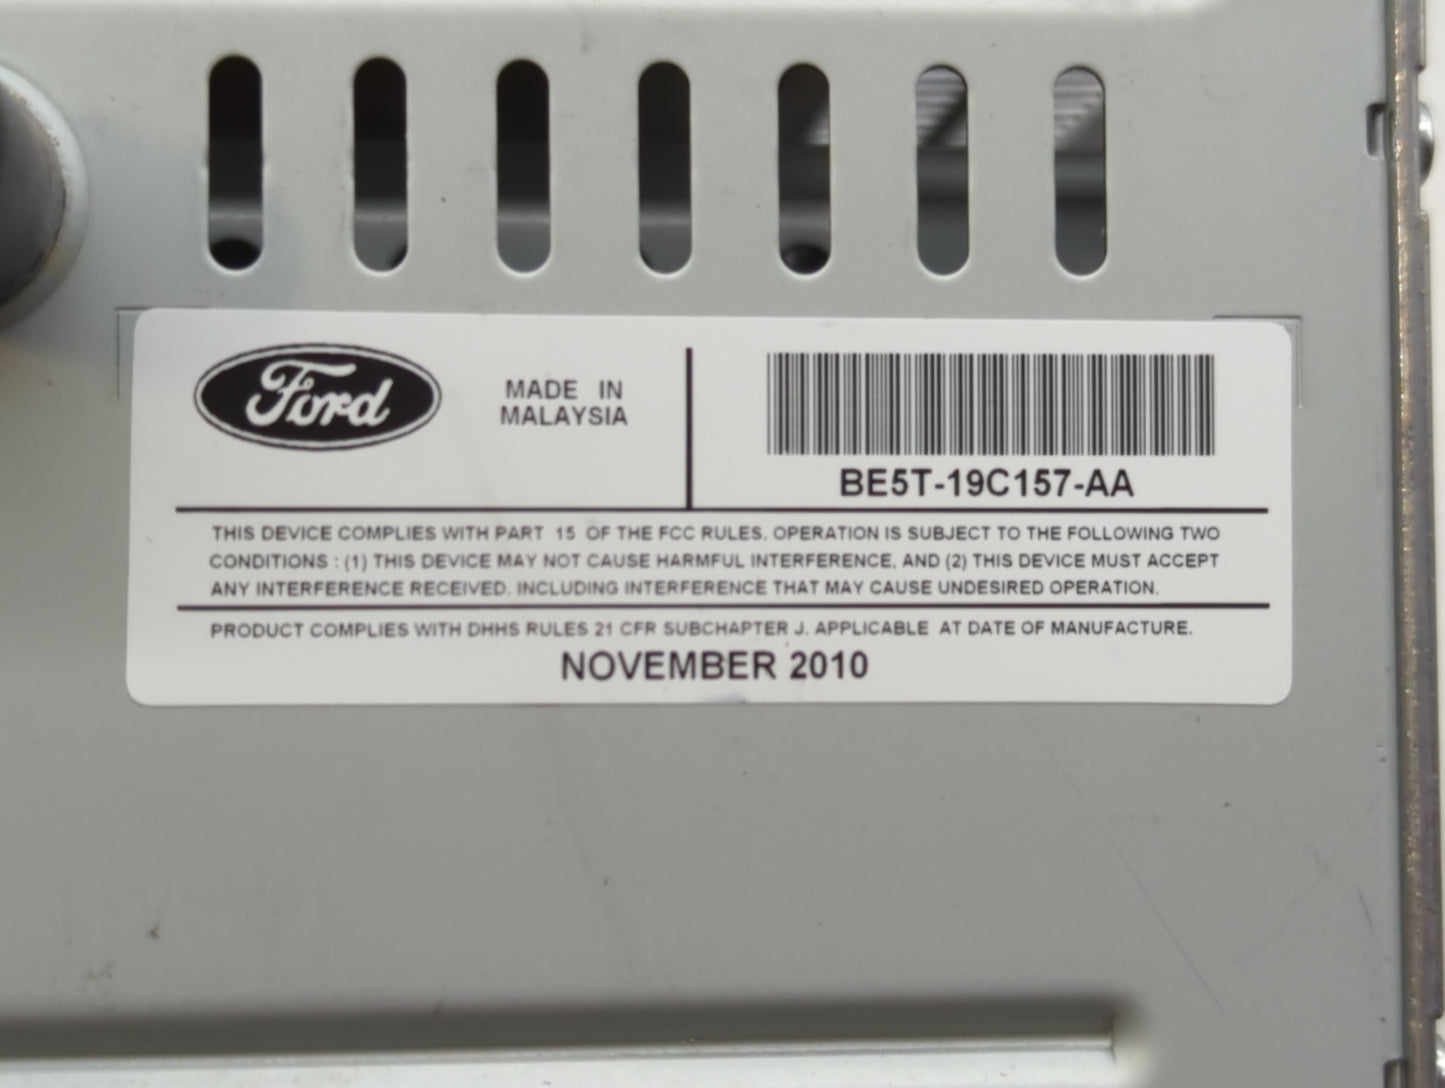 Ford
MADE IN
MALAYSIA
BE5T-19C157-AA
THIS DEVICE COMPLIES WITH PART 15 OF THE FCC RULES. OPERATION IS SUBJECT TO THE FOLLOWING TWO
CONDITIONS : (1) THIS DEVICE MAY NOT CAUSE HARMFUL INTERFERENCE, AND (2) THIS DEVICE MUST ACCEPT
ANY INTERFERENCE RECEIVED, INCLUDING INTERFERENCE THAT MAY CAUSE UNDESIRED OPERATION.
PRODUCT COMPLIES WITH DHHS RULES 21 CFR SUBCHAPTER J. APPLICABLE AT DATE OF MANUFACTURE.
NOVEMBER 2010